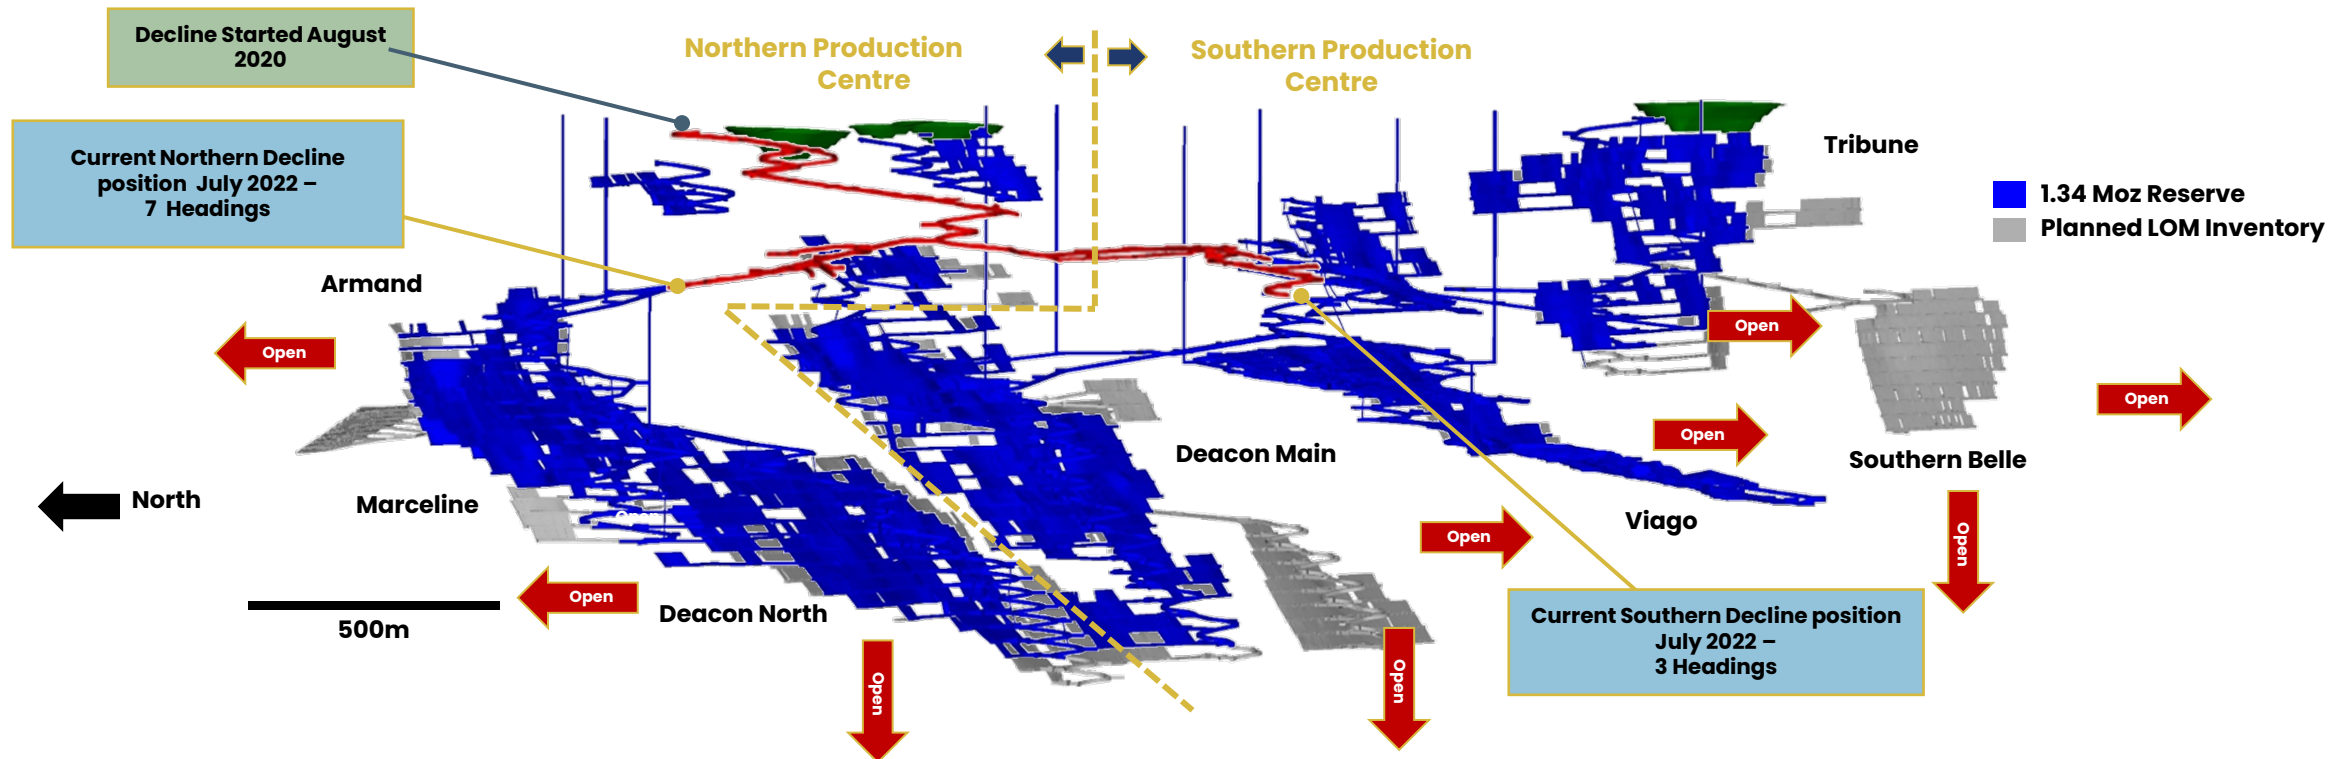 Decline Started August
2020
Northern Production
Centre
Southern Production
Centre
Current Northern Decline
position July 2022 –
7 Headings
Tribune
1.34 Moz Reserve
Planned LOM Inventory
Armand
Open
Open
Open
Open
Deacon Main
Southern Belle
North
Marceline
Open
Viago
Open
Open
Open
Deacon North
500m
Current Southern Decline position
July 2022 –
3 Headings
Open
Open